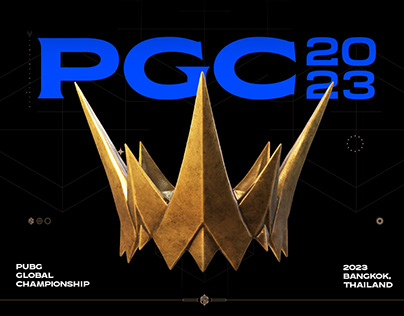 PGC 20
23
PUBG
GLOBAL
CHAMPIONSHIP
2023
BANGKOK,
THAILAND